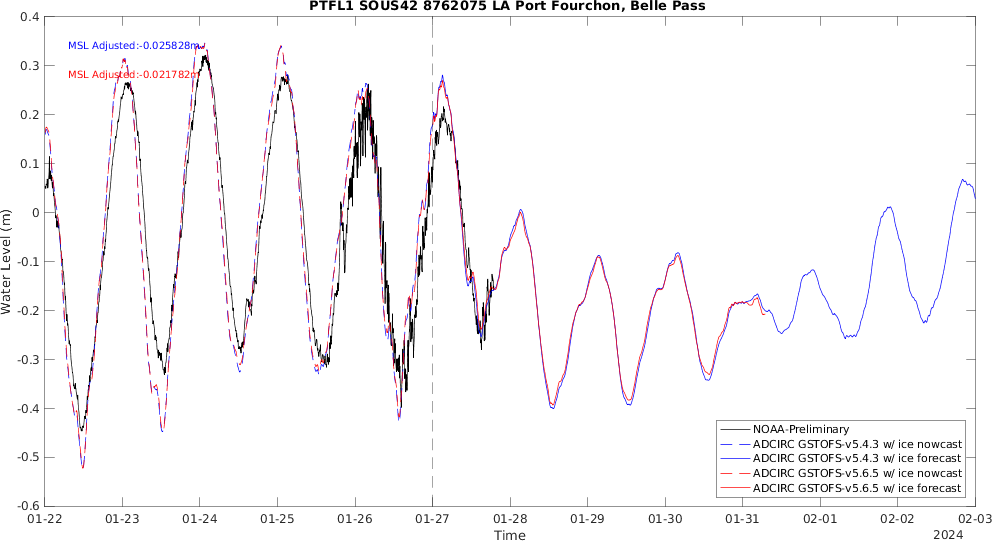 PTFL1 SOUS42 8762075 LA Port Fourchon, Belle Pass
MSL Adjusted:-0.025828m
MSL Adjusted:-0.021782m
Water Level (m)
0.4
0.3
0.2
0.1
0
-0.1
-0.2
-0.3
-0.4
-0.5
-0.6
NOAA-Preliminary
ADCIRC GSTOFS-v5.4.3 w/ ice nowcast
ADCIRC GSTOFS-v5.4.3 w/ ice forecast
ADCIRC GSTOFS-v5.6.5 w/ ice nowcast
ADCIRC GSTOFS-v5.6.5 w/ ice forecast
01-22 01-23 01-24 01-25 01-26 01-27 01-28 01-29 01-30 01-31 02-01 02-02 02-03
Time
2024